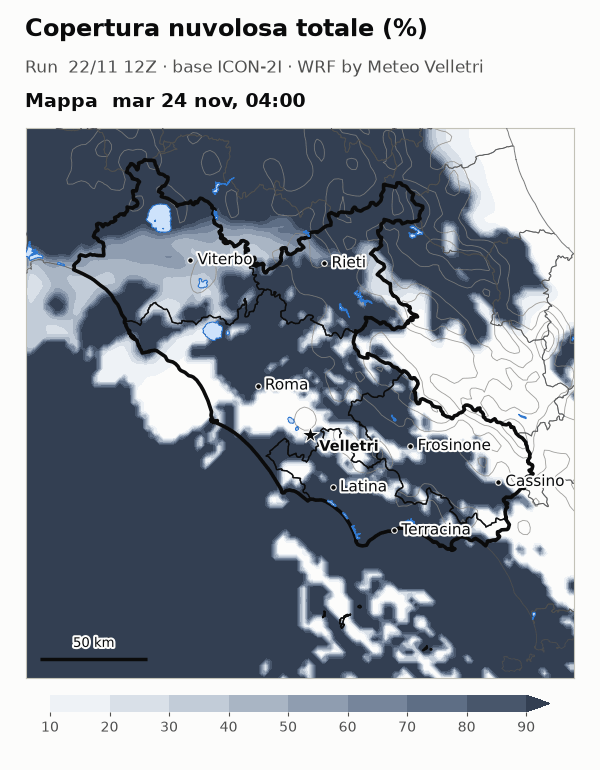 Copertura nuvolosa totale (%)
Run  22/11 12Z · base ICON-2I · WRF by Meteo Velletri
Mappa  mar 24 nov, 04:00
Viterbo
Rieti
Roma
Velletri
Frosinone
Latina
Cassino
Terracina
50 km
10 20 30 40 50 60 70 80 90